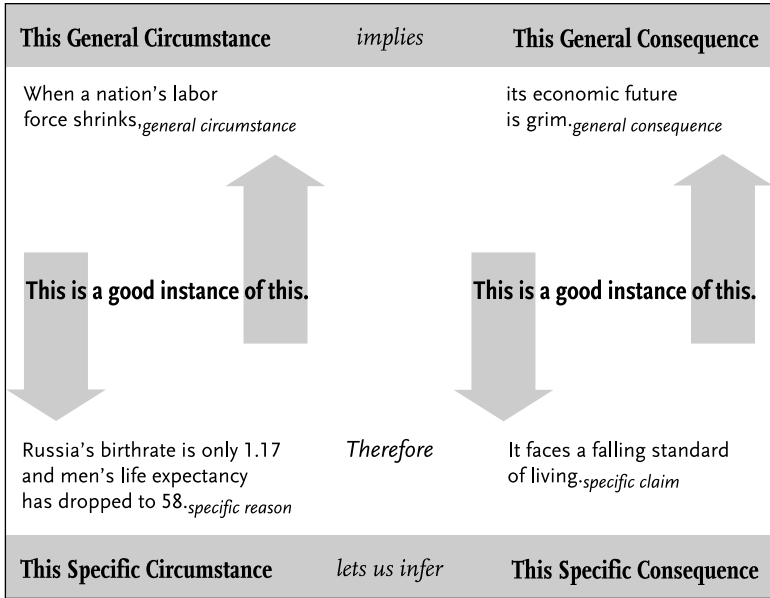 This General Circumstance implies This General Consequence
When a nation's labor
force shrinks,general circumstance
its economic future
is grim.general consequence
This is a good instance of this. This is a good instance of this.
Russia's birthrate is only 1.17
and men's life expectancy
has dropped to 58.specific reason
Therefore
It faces a falling standard
of living.specific claim
This Specific Circumstance lets us infer This Specific Consequence